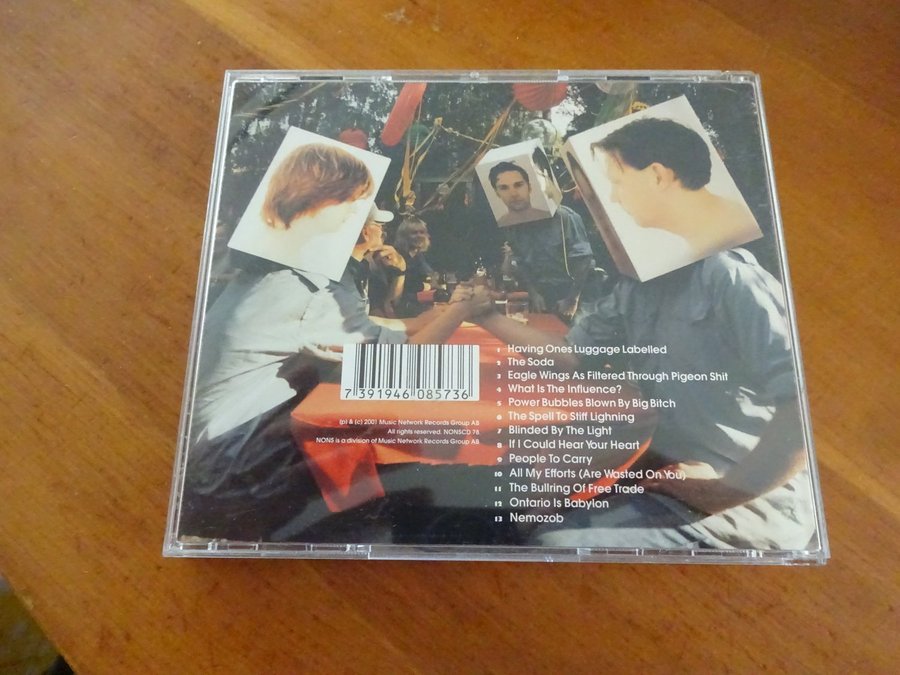 1 Having Ones Luggage Labelled
2 The Soda
3 Eagle Wings As Filtered Through Pigeon Shit
4 What Is The Influence?
5 Power Bubbles Blown By Big Bitch
6 The Spell To Stiff Lighning
7 Blinded By The Light
8 If I Could Hear Your Heart
9 People To Carry
10 All My Efforts (Are Wasted On You)
11 The Bullring Of Free Trade
12 Ontario Is Babylon
13 Nemozob
7 391946 085736
(p) & (c) 2001 Music Network Records Group AB
All rights reserved. NONSCD 78
NONS is a division of Music Network Records Group AB